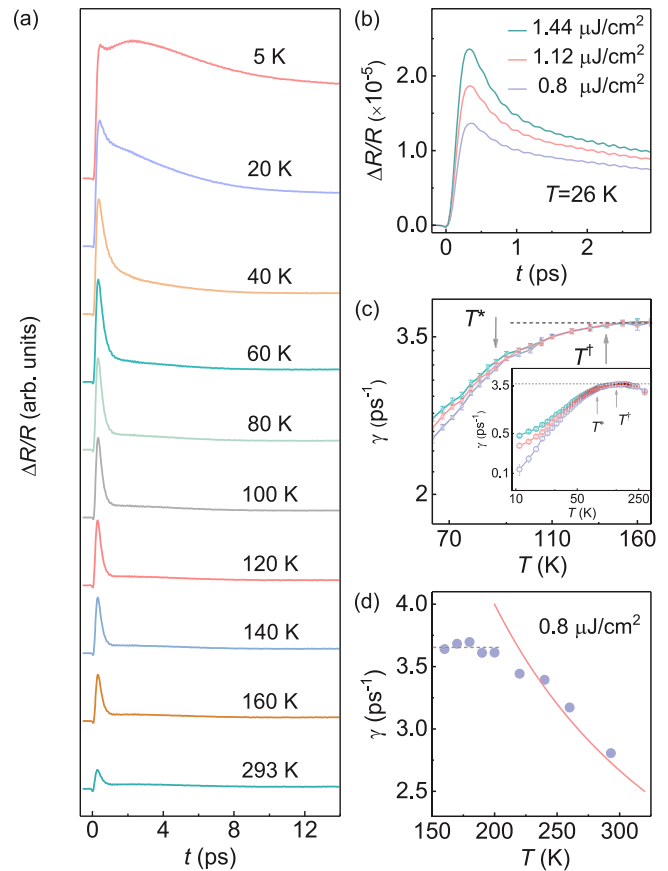 (a)
5 K
20 K
40 K
60 K
80 K
100 K
120 K
140 K
160 K
293 K
ΔR/R (arb. units)
0 4 8 12
t (ps)
(b)
1.44 μJ/cm²
1.12 μJ/cm²
0.8 μJ/cm²
T=26 K
ΔR/R (×10⁻⁵)
2.0
1.0
0.0
0 1 2
t (ps)
(c)
T*
T†
γ (ps⁻¹)
3.5
2
70 110 160
T (K)
γ (ps⁻¹)
3.5
0.5
0.1
T*
T†
10 50 250
T (K)
(d)
0.8 μJ/cm²
γ (ps⁻¹)
4.0
3.5
3.0
2.5
150 200 250 300
T (K)